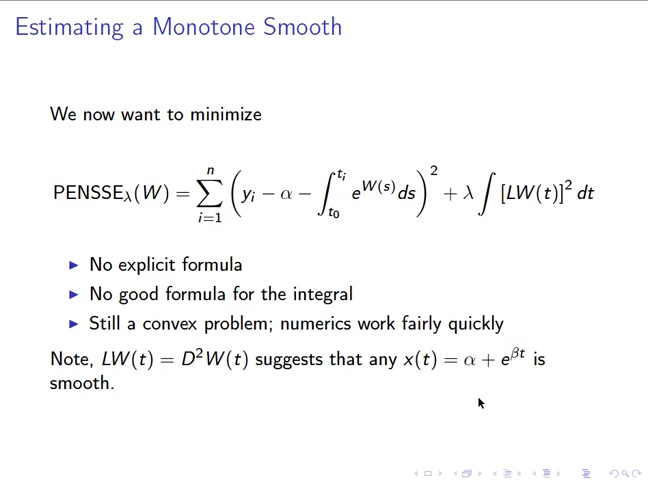 Estimating a Monotone Smooth
We now want to minimize
PENSSE_λ(W) = ∑_{i=1}^{n} (y_i − α − ∫_{t_0}^{t_i} e^{W(s)} ds)^2 + λ ∫ [LW(t)]^2 dt
▶ No explicit formula
▶ No good formula for the integral
▶ Still a convex problem; numerics work fairly quickly
Note, LW(t) = D^2W(t) suggests that any x(t) = α + e^{βt} is
smooth.